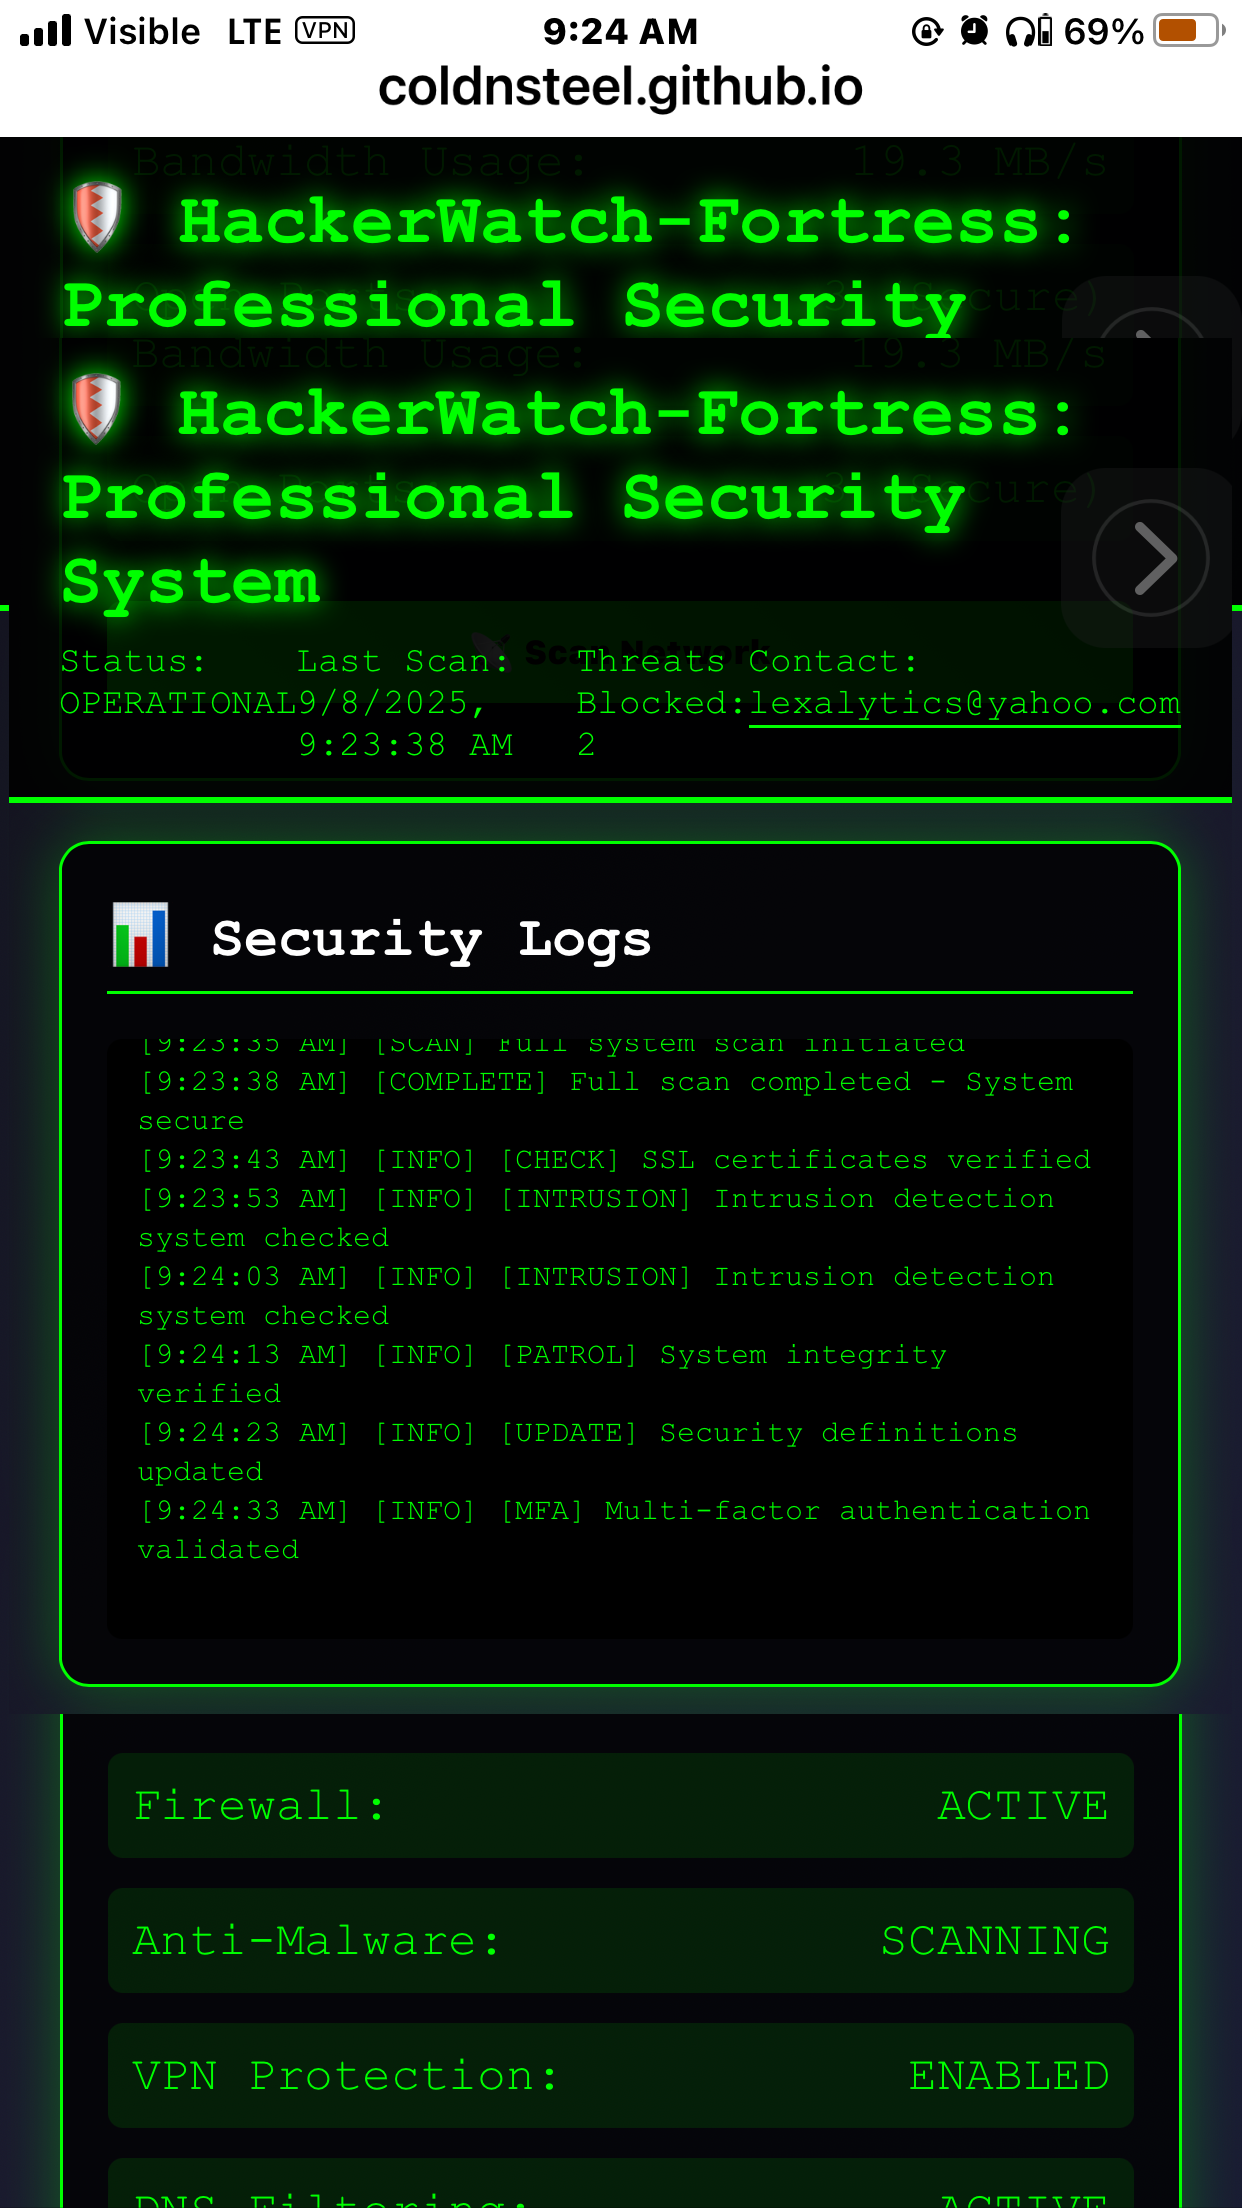 Visible LTE VPN 9:24 AM 69%
coldnsteel.github.io
Bandwidth Usage: 19.3 MB/s
HackerWatch-Fortress:
Professional Security
Bandwidth Usage: 19.3 MB/s
HackerWatch-Fortress:
Professional Security
System
Scan Network
Status: OPERATIONAL
Last Scan: 9/8/2025, 9:23:38 AM
Threats Blocked: 2
Contact: lexalytics@yahoo.com
Security Logs
[9:23:35 AM] [SCAN] Full system scan initiated
[9:23:38 AM] [COMPLETE] Full scan completed - System
secure
[9:23:43 AM] [INFO] [CHECK] SSL certificates verified
[9:23:53 AM] [INFO] [INTRUSION] Intrusion detection
system checked
[9:24:03 AM] [INFO] [INTRUSION] Intrusion detection
system checked
[9:24:13 AM] [INFO] [PATROL] System integrity
verified
[9:24:23 AM] [INFO] [UPDATE] Security definitions
updated
[9:24:33 AM] [INFO] [MFA] Multi-factor authentication
validated
Firewall: ACTIVE
Anti-Malware: SCANNING
VPN Protection: ENABLED
DNS Filtering: ACTIVE